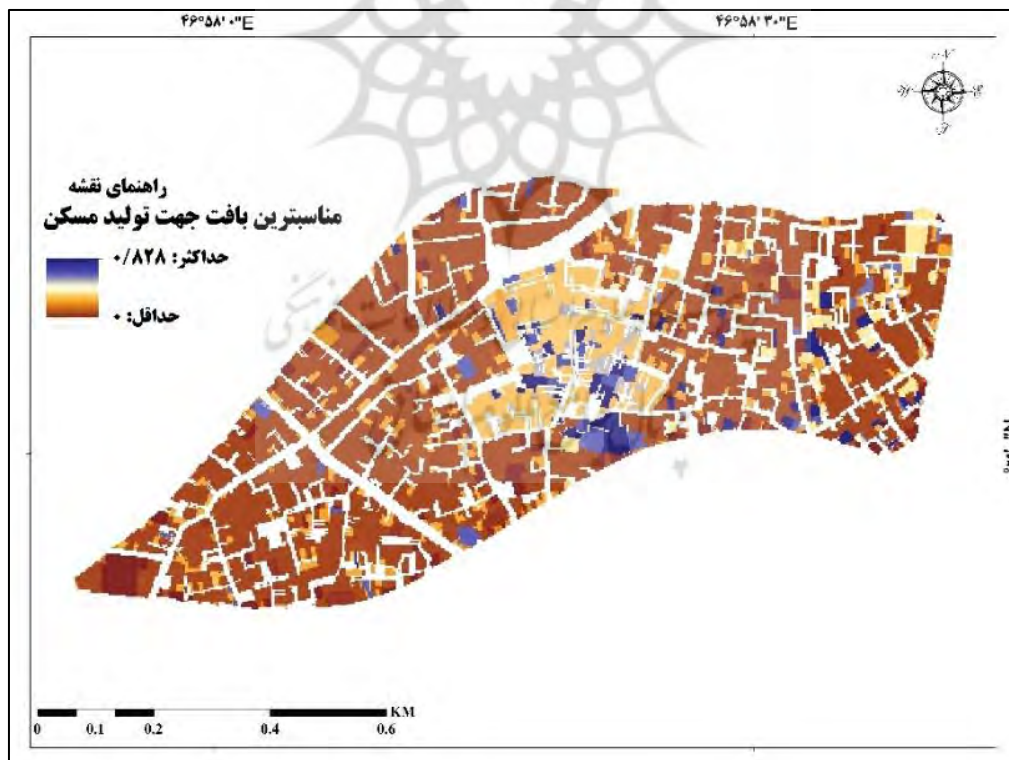 ۴۶°۵۸'۰"E ۴۶°۵۸'۳۰"E
N
W E
S
راهنمای نقشه
مناسبترین بافت جهت تولید مسکن
حداکثر: ۰/۸۲۸
حداقل: ۰
KM
0 0.1 0.2 0.4 0.6